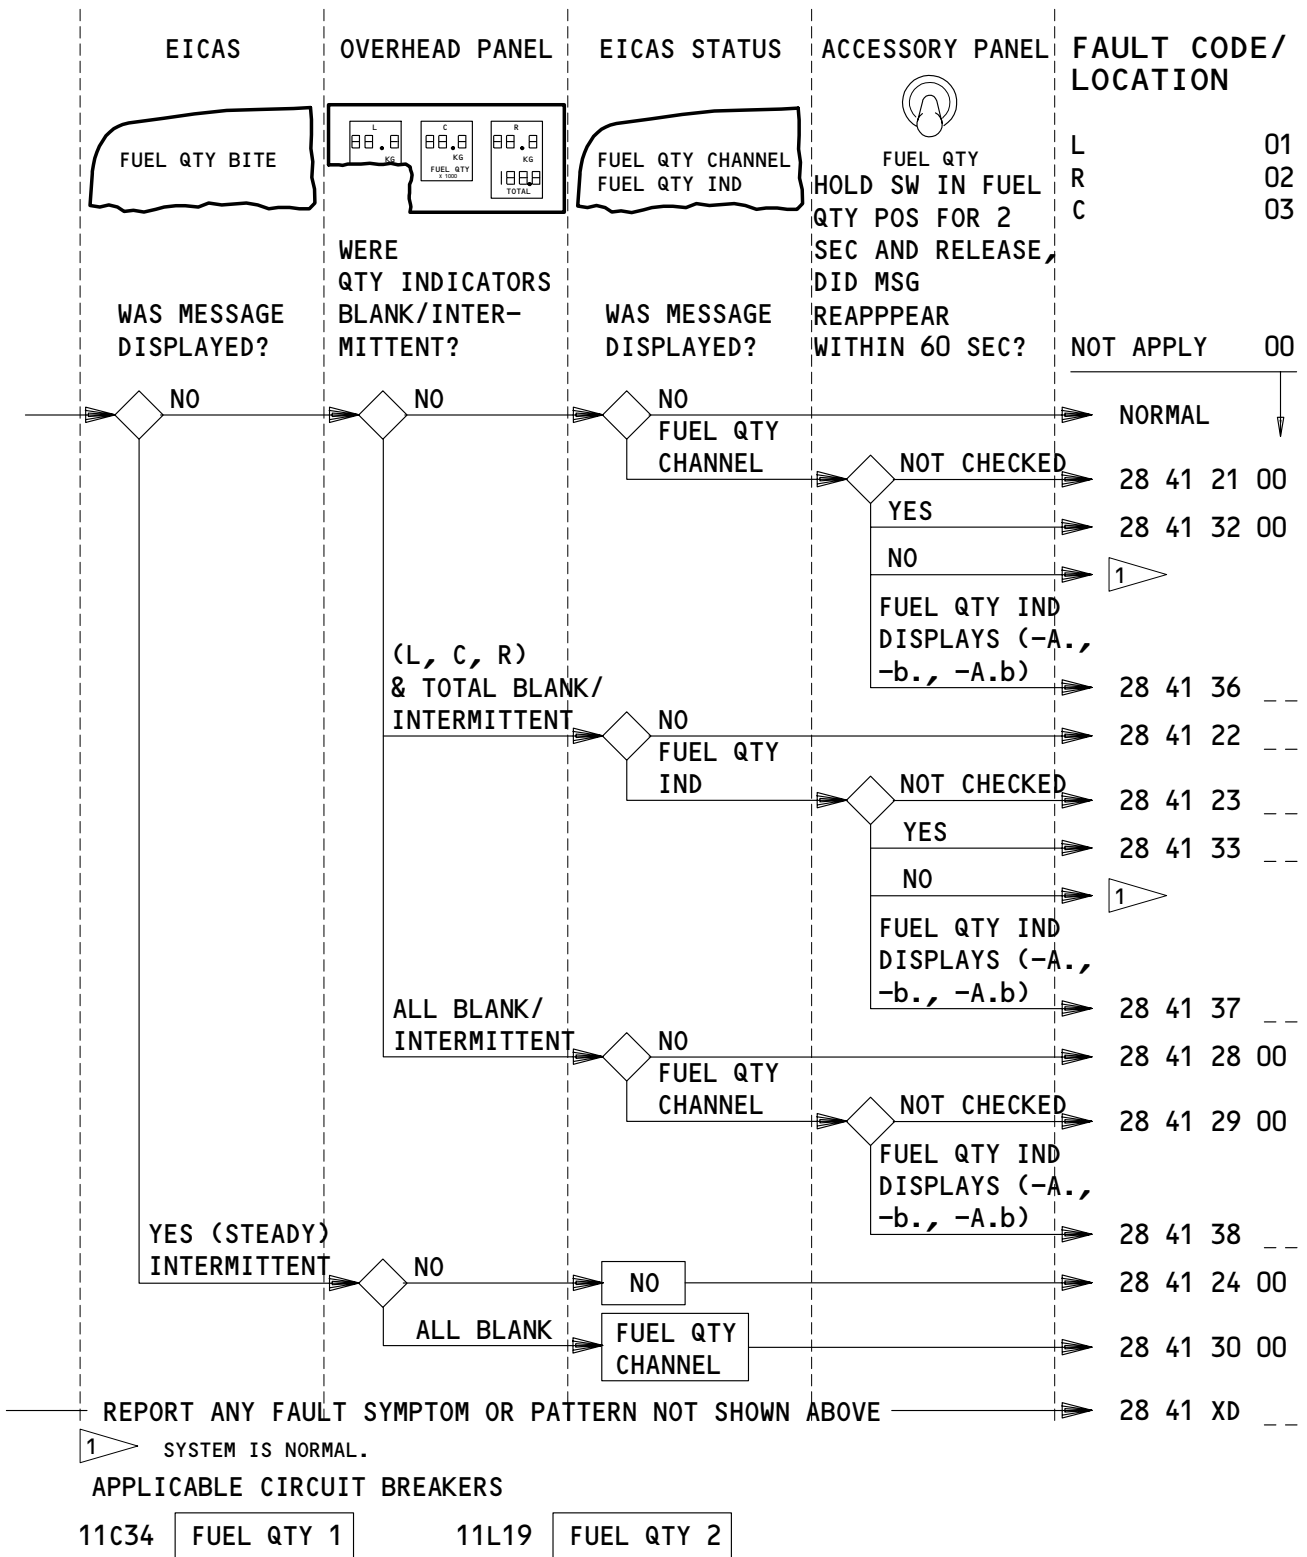 EICAS
OVERHEAD PANEL
EICAS STATUS
ACCESSORY PANEL
FAULT CODE/
LOCATION
FUEL QTY BITE
L
88.8
KG
C
88.8
KG
FUEL QTY
X 1000
R
88.8
KG
188.8
TOTAL
FUEL QTY CHANNEL
FUEL QTY IND
FUEL QTY
L 01
R 02
C 03
WAS MESSAGE
DISPLAYED?
WERE
QTY INDICATORS
BLANK/INTER-
MITTENT?
WAS MESSAGE
DISPLAYED?
HOLD SW IN FUEL
QTY POS FOR 2
SEC AND RELEASE,
DID MSG
REAPPPEAR
WITHIN 60 SEC?
NOT APPLY 00
NO
NO
NO
NORMAL
FUEL QTY
CHANNEL
NOT CHECKED
28 41 21 00
YES
28 41 32 00
NO
1
FUEL QTY IND
DISPLAYS (-A.,
-b., -A.b)
28 41 36 _ _
(L, C, R)
& TOTAL BLANK/
INTERMITTENT
NO
28 41 22 _ _
FUEL QTY
IND
NOT CHECKED
28 41 23 _ _
YES
28 41 33 _ _
NO
1
FUEL QTY IND
DISPLAYS (-A.,
-b., -A.b)
28 41 37 _ _
ALL BLANK/
INTERMITTENT
NO
28 41 28 00
FUEL QTY
CHANNEL
NOT CHECKED
28 41 29 00
FUEL QTY IND
DISPLAYS (-A.,
-b., -A.b)
28 41 38 _ _
YES (STEADY)
INTERMITTENT
NO
NO
28 41 24 00
ALL BLANK
FUEL QTY
CHANNEL
28 41 30 00
REPORT ANY FAULT SYMPTOM OR PATTERN NOT SHOWN ABOVE
28 41 XD _ _
1 SYSTEM IS NORMAL.
APPLICABLE CIRCUIT BREAKERS
11C34 FUEL QTY 1 11L19 FUEL QTY 2